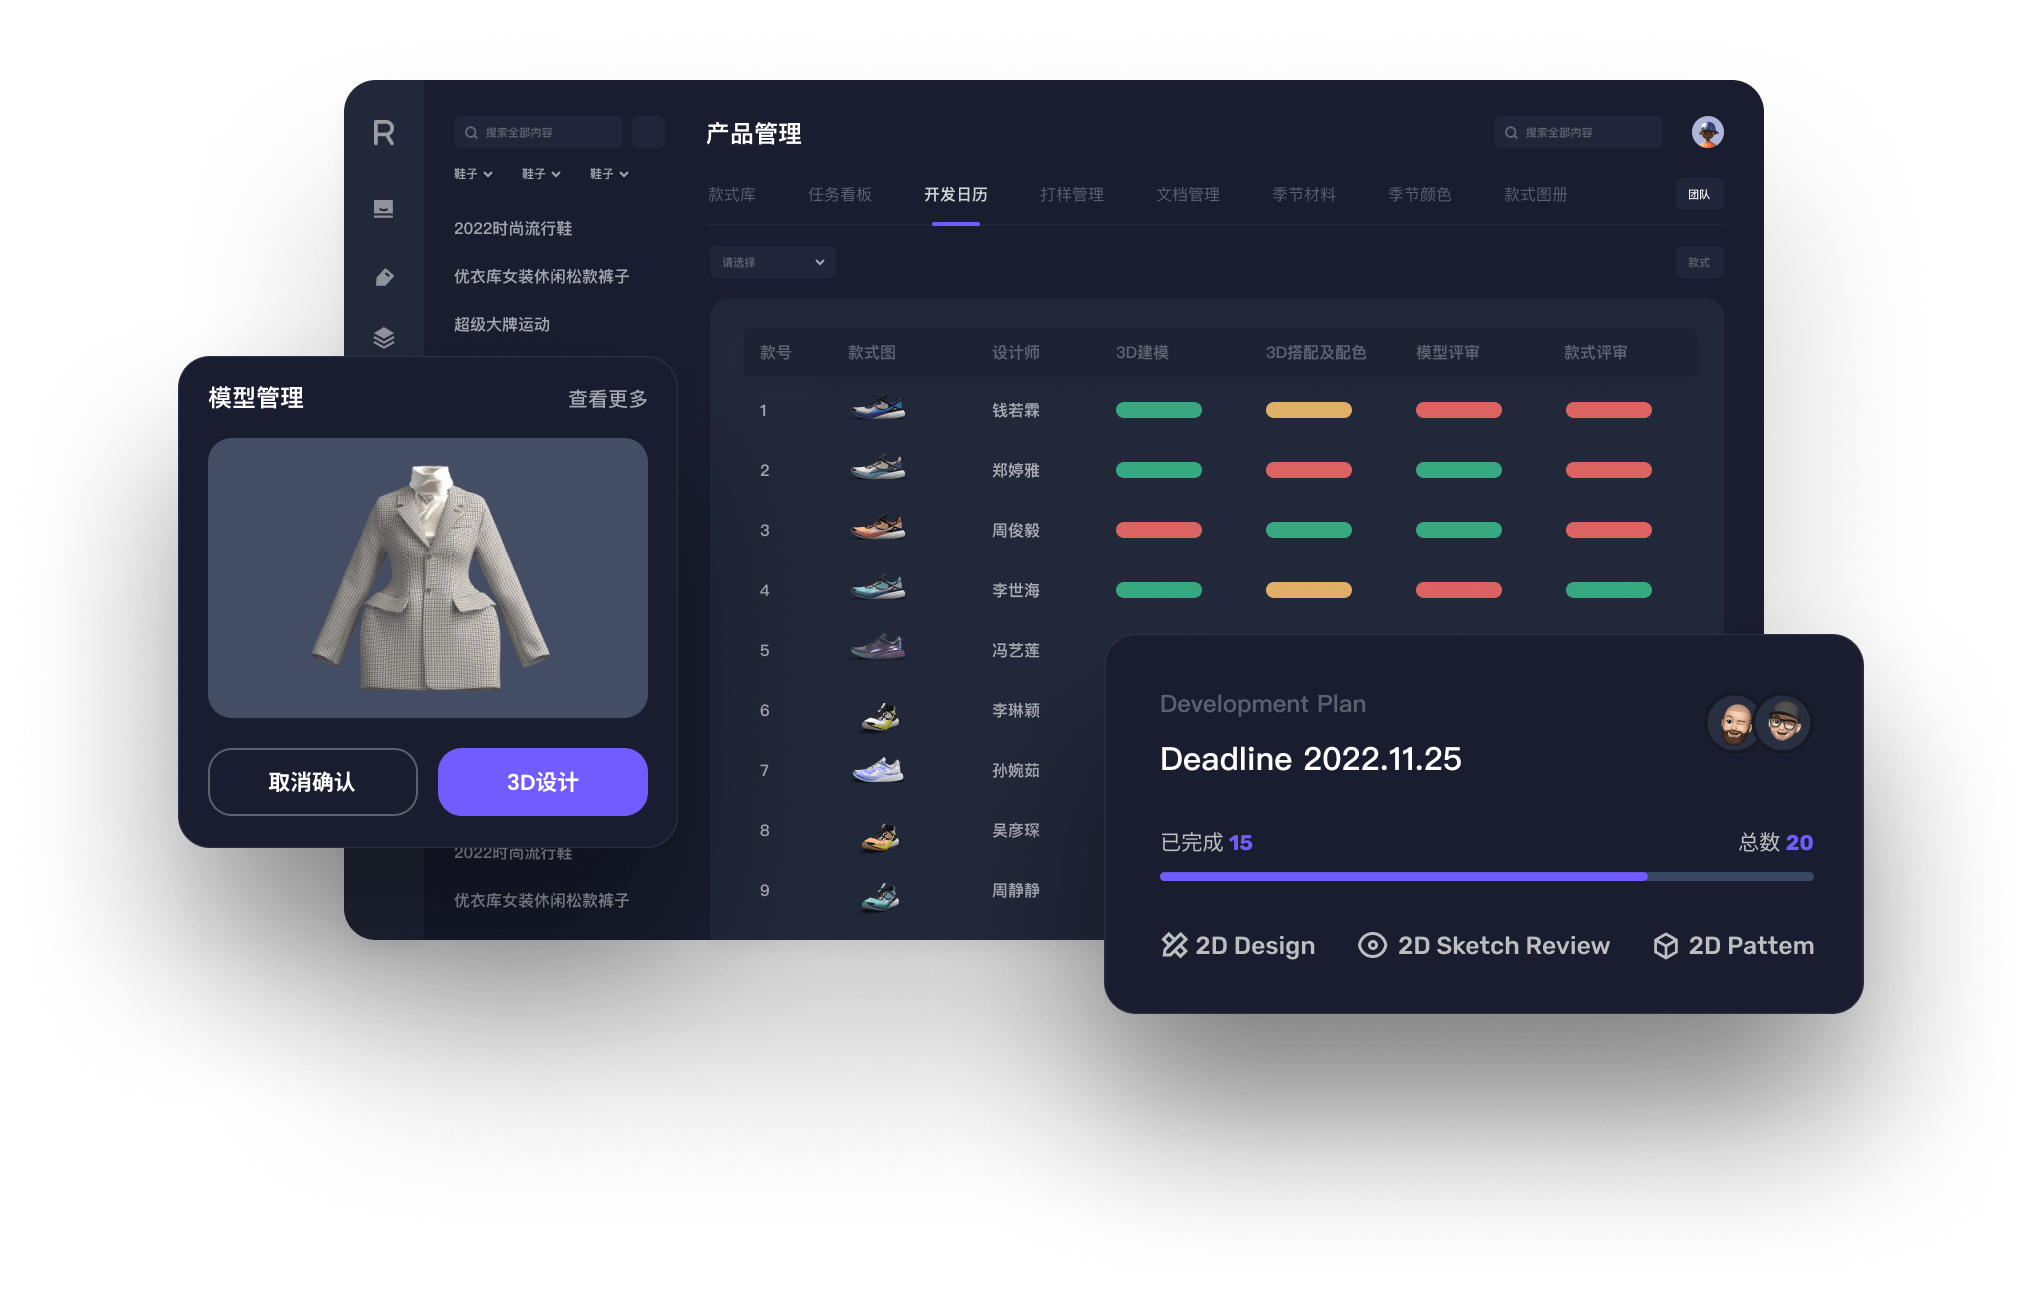 R
搜索全部内容
鞋子 鞋子 鞋子
2022时尚流行鞋
优衣库女装休闲松款裤子
超级大牌运动
产品管理
搜索全部内容
款式库 任务看板 开发日历 打样管理 文档管理 季节材料 季节颜色 款式图册
团队
请选择
款式
款号 款式图 设计师 3D建模 3D搭配及配色 模型评审 款式评审
1 钱若霖
2 郑婷雅
3 周俊毅
4 李世海
5 冯艺莲
6 李琳颖
7 孙婉茹
8 吴彦琛
9 周静静
模型管理
查看更多
取消确认
3D设计
2022时尚流行鞋
优衣库女装休闲松款裤子
Development Plan
Deadline 2022.11.25
已完成 15
总数 20
2D Design
2D Sketch Review
2D Pattem